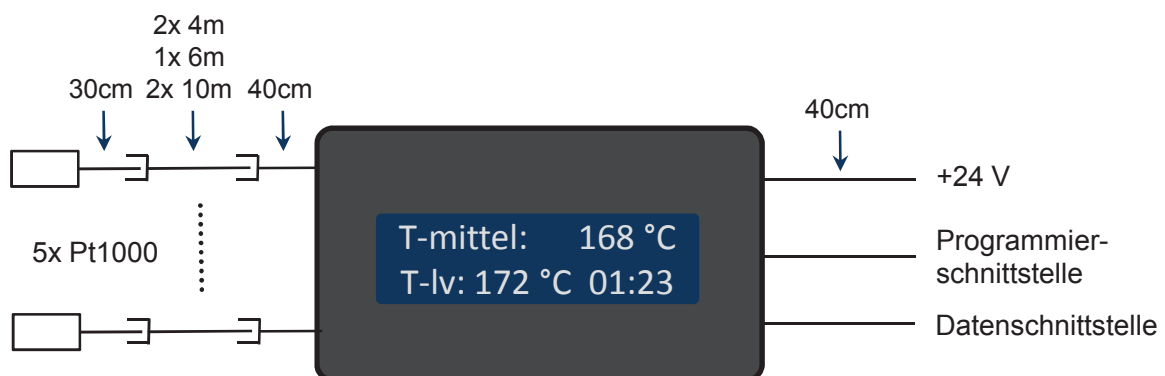 2x 4m
1x 6m
30cm 2x 10m 40cm
40cm
+24 V
T-mittel: 168 °C
T-lv: 172 °C 01:23
5x Pt1000
Programmier-
schnittstelle
Datenschnittstelle